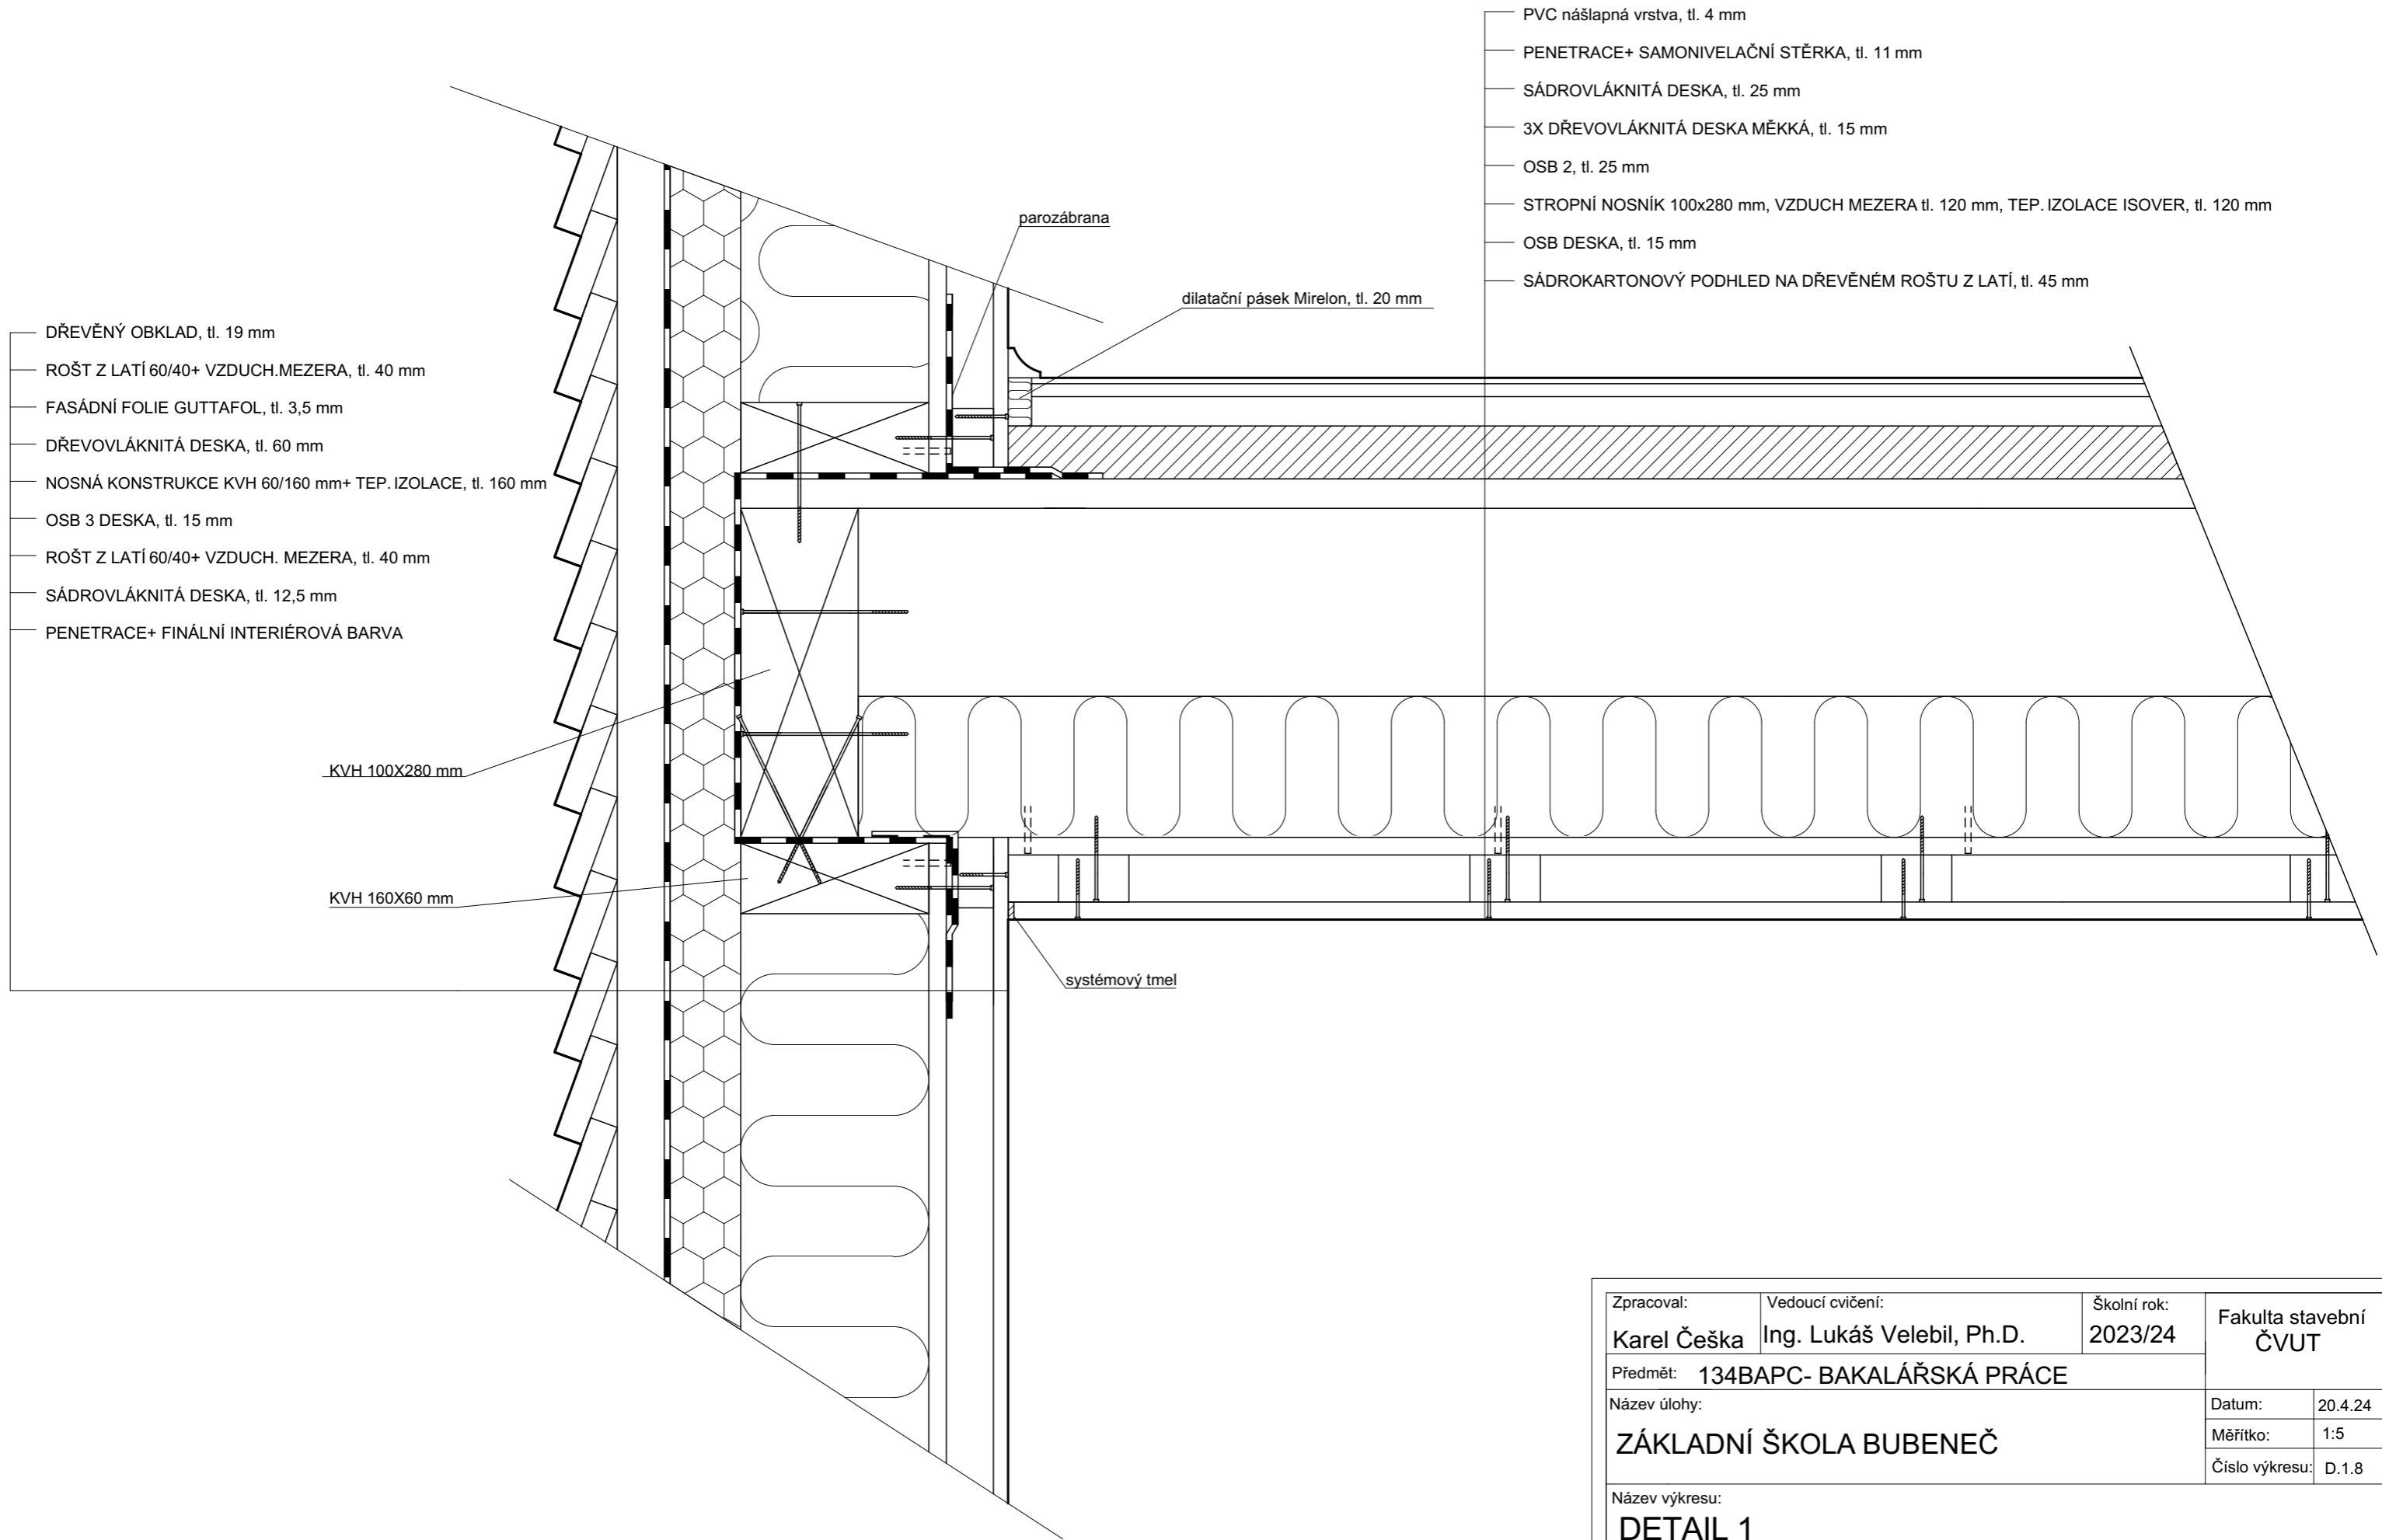 PVC nášlapná vrstva, tl. 4 mm
PENETRACE+ SAMONIVELAČNÍ STĚRKA, tl. 11 mm
SÁDROVLÁKNITÁ DESKA, tl. 25 mm
3X DŘEVOVLÁKNITÁ DESKA MĚKKÁ, tl. 15 mm
OSB 2, tl. 25 mm
STROPNÍ NOSNÍK 100x280 mm, VZDUCH MEZERA tl. 120 mm, TEP. IZOLACE ISOVER, tl. 120 mm
OSB DESKA, tl. 15 mm
SÁDROKARTONOVÝ PODHLED NA DŘEVĚNÉM ROŠTU Z LATÍ, tl. 45 mm
parozábrana
dilatační pásek Mirelon, tl. 20 mm
DŘEVĚNÝ OBKLAD, tl. 19 mm
ROŠT Z LATÍ 60/40+ VZDUCH.MEZERA, tl. 40 mm
FASÁDNÍ FOLIE GUTTAFOL, tl. 3,5 mm
DŘEVOVLÁKNITÁ DESKA, tl. 60 mm
NOSNÁ KONSTRUKCE KVH 60/160 mm+ TEP. IZOLACE, tl. 160 mm
OSB 3 DESKA, tl. 15 mm
ROŠT Z LATÍ 60/40+ VZDUCH. MEZERA, tl. 40 mm
SÁDROVLÁKNITÁ DESKA, tl. 12,5 mm
PENETRACE+ FINÁLNÍ INTERIÉROVÁ BARVA
KVH 100X280 mm
KVH 160X60 mm
systémový tmel
Zpracoval:
Karel Češka
Vedoucí cvičení:
Ing. Lukáš Velebil, Ph.D.
Školní rok:
2023/24
Fakulta stavební
ČVUT
Předmět: 134BAPC- BAKALÁŘSKÁ PRÁCE
Název úlohy:
ZÁKLADNÍ ŠKOLA BUBENEČ
Datum: 20.4.24
Měřítko: 1:5
Číslo výkresu: D.1.8
Název výkresu:
DETAIL 1